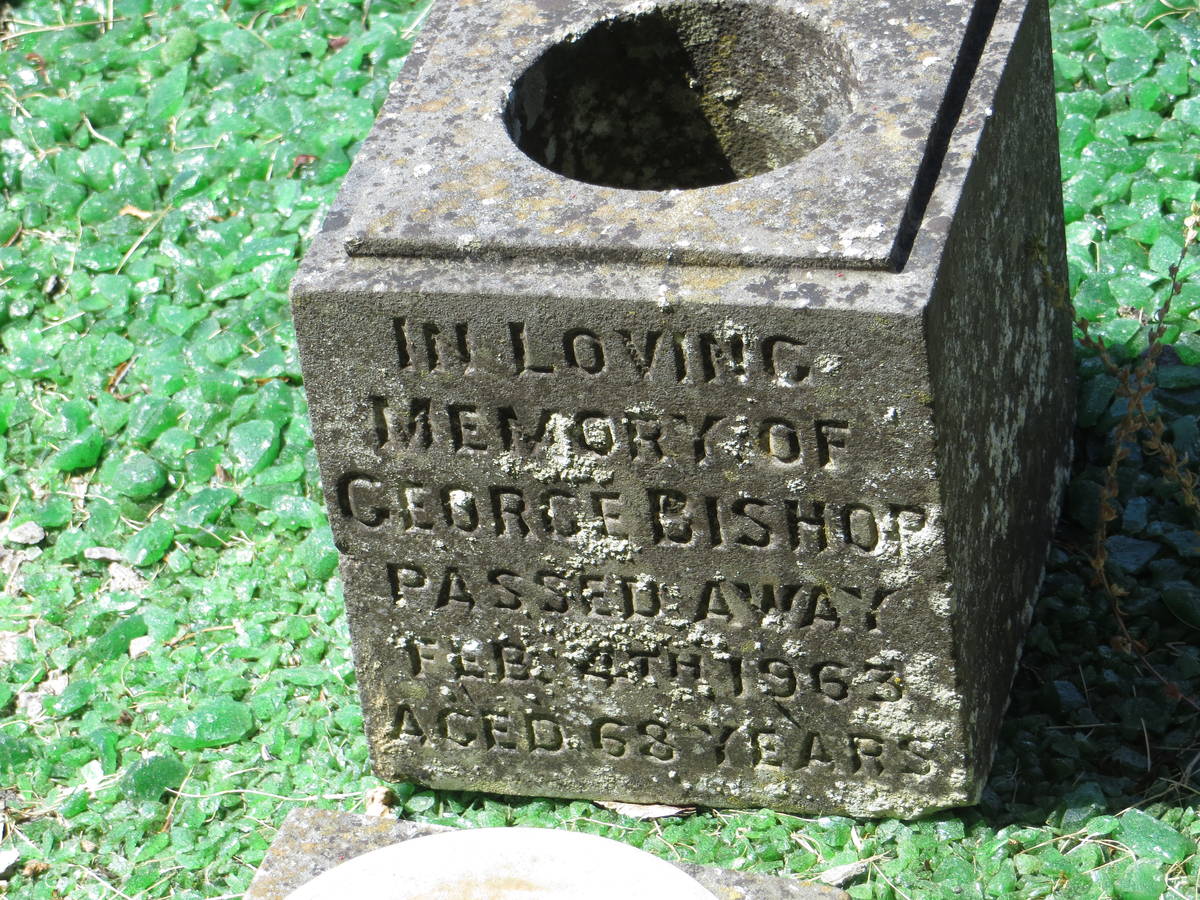 IN LOVING
MEMORY OF
GEORGE BISHOP
PASSED AWAY
FEB. 4TH 1963
AGED 68 YEARS